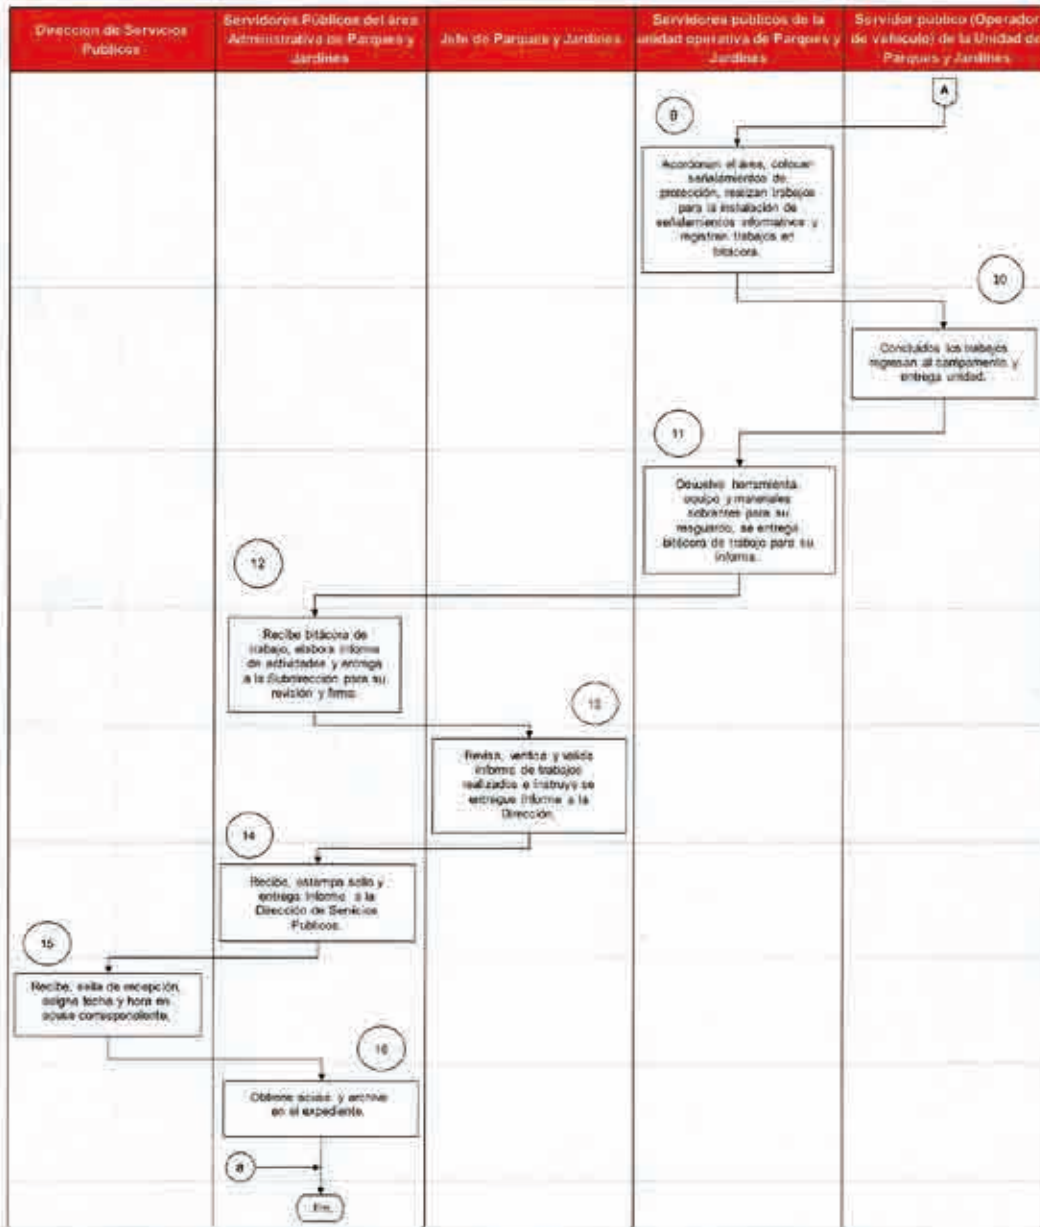 Dirección de Servicios
Públicos
Servidores Públicos del área
Administrativa de Parques y
Jardines
Jefe de Parques y Jardines
Servidores públicos de la
unidad operativa de Parques y
Jardines
Servidor público (Operador
de vehículo) de la Unidad de
Parques y Jardines
A
9
Acordonan el área, colocan
señalamientos de
protección, realizan trabajos
para la instalación de
señalamientos informativos y
registran trabajos en
bitácora.
10
Concluidos los trabajos
regresan al campamento y
entrega unidad.
11
Devuelve herramienta,
equipo y materiales
sobrantes para su
resguardo, se entrega
bitácora de trabajo para su
informe.
12
Recibe bitácora de
trabajo, elabora informe
de actividades y entrega
a la Subdirección para su
revisión y firma.
13
Revisa, verifica y valida
informe de trabajos
realizados e instruye se
entregue informe a la
Dirección.
14
Recibe, estampa sello y
entrega informe a la
Dirección de Servicios
Públicos.
15
Recibe, sella de recepción,
asigna fecha y hora en
acuse correspondiente.
16
Obtiene acuse y archiva
en el expediente.
Fin